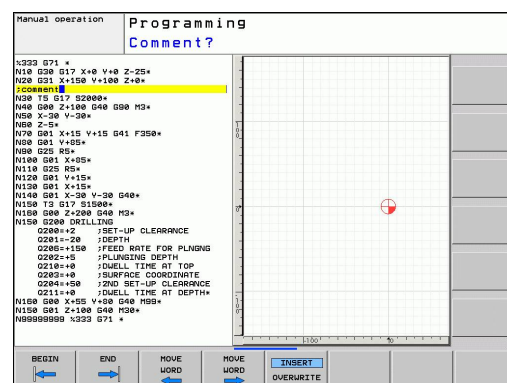 Manual operation
Programming
Comment?
%333 G71 *
N10 G30 G17 X+0 Y+0 Z-25*
N20 G31 X+150 Y+100 Z+0*
;comment
N30 T5 G17 S2000*
N40 G00 Z+100 G40 G90 M3*
N50 X-30 Y-30*
N60 Z-5*
N70 G01 X+15 Y+15 G41 F350*
N80 G01 Y+85*
N90 G25 R5*
N100 G01 X+85*
N110 G25 R5*
N120 G01 Y+15*
N130 G01 X+15*
N140 G01 X-30 Y-30 G40*
N150 T3 G17 S1500*
N160 G00 Z+200 G40 M3*
N150 G200 DRILLING
Q200=+2 ;SET-UP CLEARANCE
Q201=-20 ;DEPTH
Q206=+150 ;FEED RATE FOR PLNGNG
Q202=+5 ;PLUNGING DEPTH
Q210=+0 ;DWELL TIME AT TOP
Q203=+0 ;SURFACE COORDINATE
Q204=+50 ;2ND SET-UP CLEARANCE
Q211=+0 ;DWELL TIME AT DEPTH*
N160 G00 X+55 Y+80 G40 M99*
N150 G01 Z+100 G40 M30*
N99999999 %333 G71 *
-100
BEGIN
END
MOVE WORD
MOVE WORD
INSERT
OVERWRITE